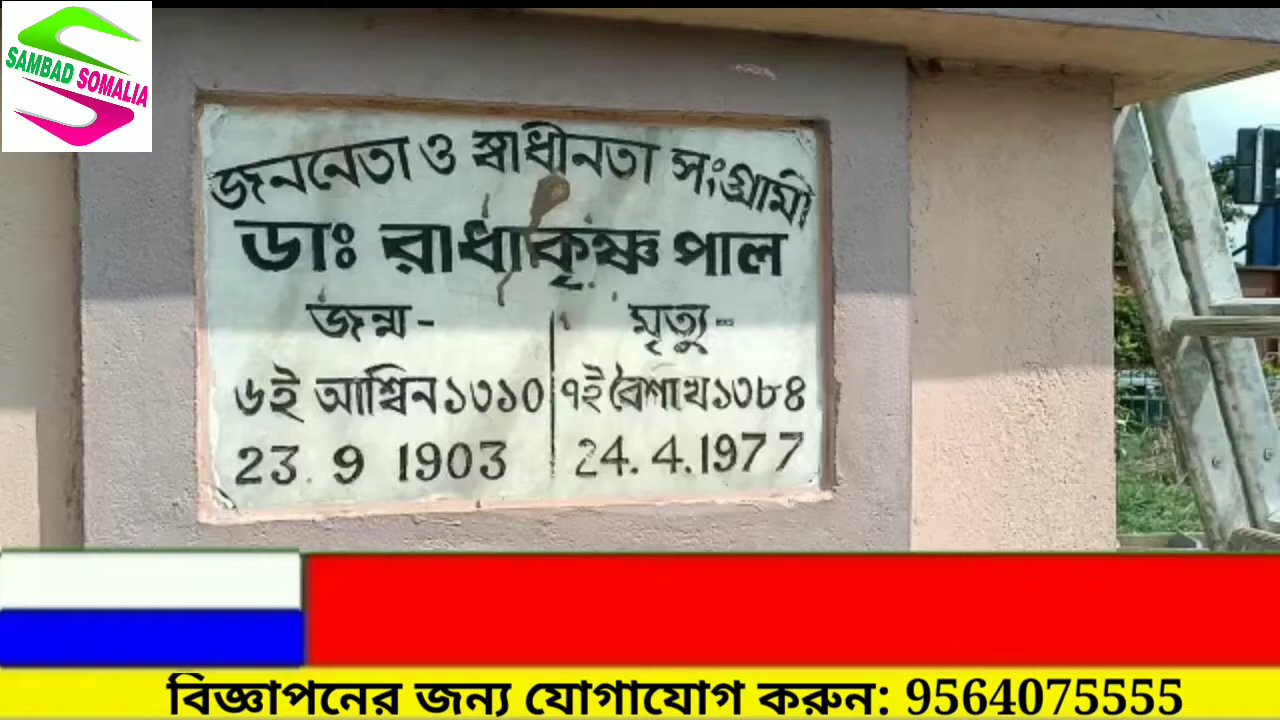 SAMBAD SOMALIA
জননেতা ও স্বাধীনতা সংগ্রামী
ডাঃ রাধাকৃষ্ণ পাল
জন্ম -
মৃত্যু -
৬ই আশ্বিন ১৩১০
৭ই বৈশাখ ১৩৮৪
23. 9 1903
24. 4. 1977
বিজ্ঞাপনের জন্য যোগাযোগ করুন: 9564075555